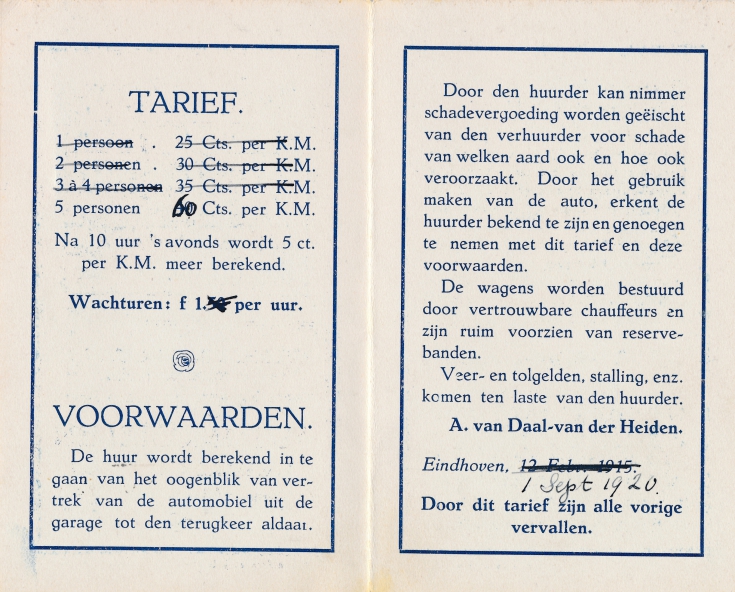 TARIEF.
1 persoon . 25 Cts. per K.M.
2 personen . 30 Cts. per K.M.
3 à 4 personen 35 Cts. per K.M.
5 personen 60 Cts. per K.M.
Na 10 uur 's avonds wordt 5 ct.
per K.M. meer berekend.
Wachturen: f 1. per uur.
VOORWAARDEN.
De huur wordt berekend in te
gaan van het oogenblik van ver-
trek van de automobiel uit de
garage tot den terugkeer aldaar.
Door den huurder kan nimmer
schadevergoeding worden geëischt
van den verhuurder voor schade
van welken aard ook en hoe ook
veroorzaakt. Door het gebruik
maken van de auto, erkent de
huurder bekend te zijn en genoegen
te nemen met dit tarief en deze
voorwaarden.
De wagens worden bestuurd
door vertrouwbare chauffeurs en
zijn ruim voorzien van reserve-
banden.
Veer- en tolgelden, stalling, enz.
komen ten laste van den huurder.
A. van Daal-van der Heiden.
Eindhoven, 12 Febr. 1915.
1 Sept 1920.
Door dit tarief zijn alle vorige
vervallen.